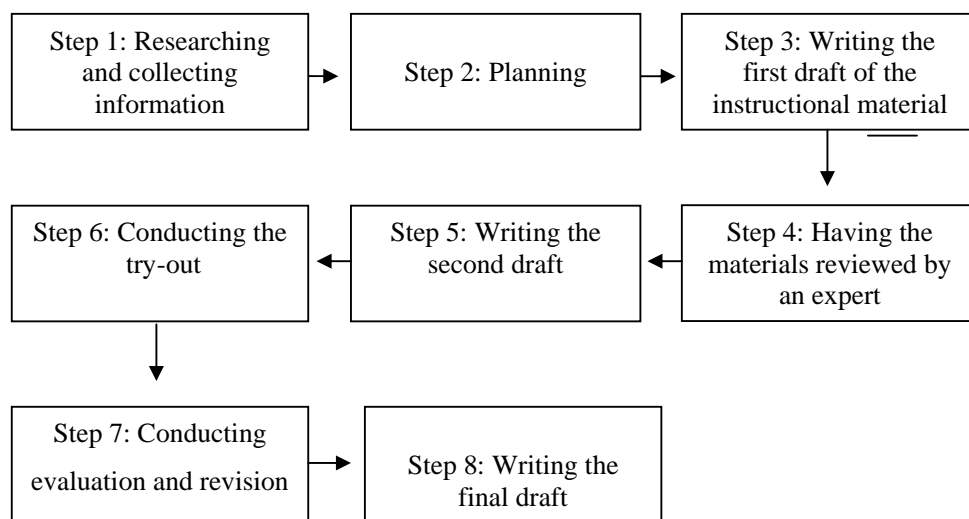 Step 1: Researching
and collecting
information
Step 2: Planning
Step 3: Writing the
first draft of the
instructional material
Step 4: Having the
materials reviewed by
an expert
Step 5: Writing the
second draft
Step 6: Conducting the
try-out
Step 7: Conducting
evaluation and revision
Step 8: Writing the
final draft